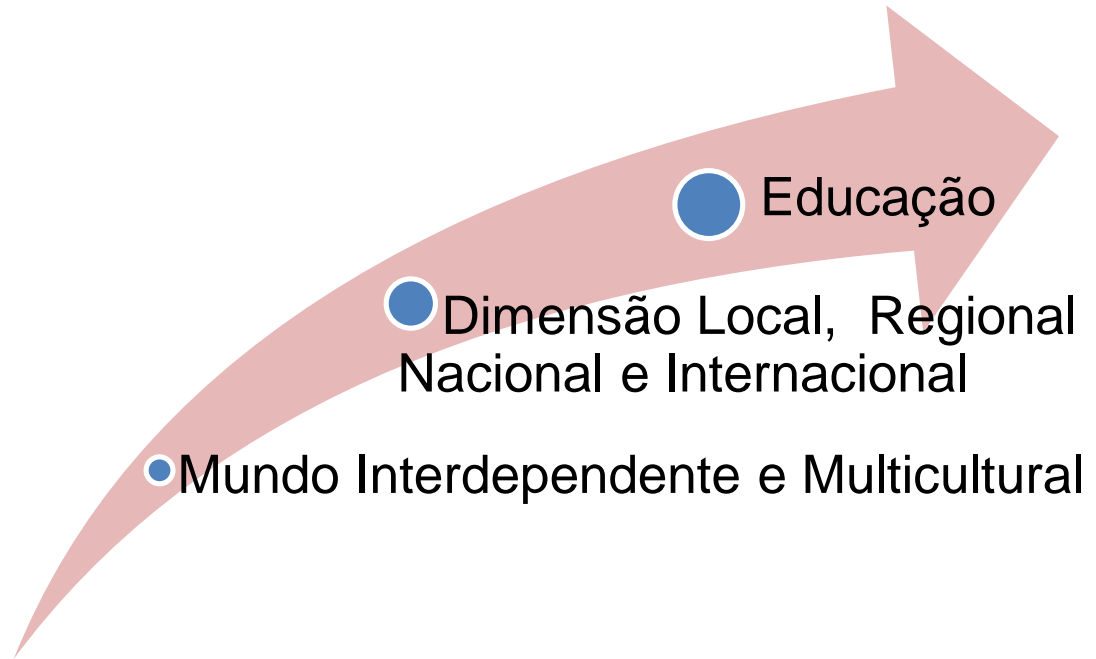 Educação
Dimensão Local, Regional
Nacional e Internacional
Mundo Interdependente e Multicultural